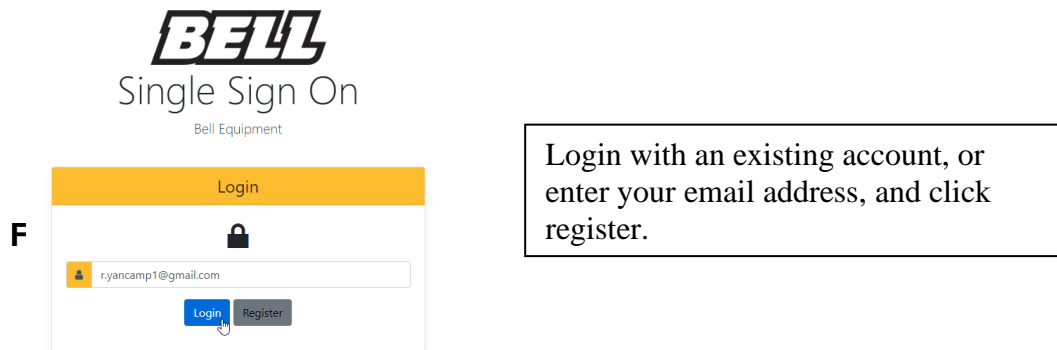 BELL
Single Sign On
Bell Equipment
Login
F
r.yancamp1@gmail.com
Login Register
Login with an existing account, or
enter your email address, and click
register.